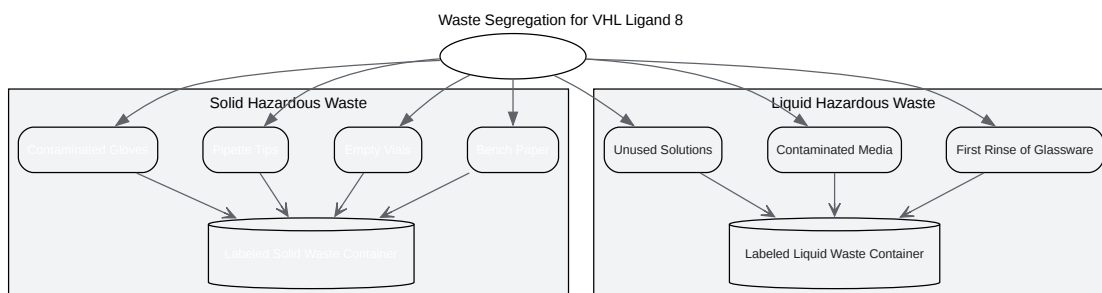 Waste Segregation for VHL Ligand 8
Solid Hazardous Waste
Liquid Hazardous Waste
Contaminated Gloves
Pipette Tips
Empty Vials
Bench Paper
Unused Solutions
Contaminated Media
First Rinse of Glassware
Labeled Solid Waste Container
Labeled Liquid Waste Container